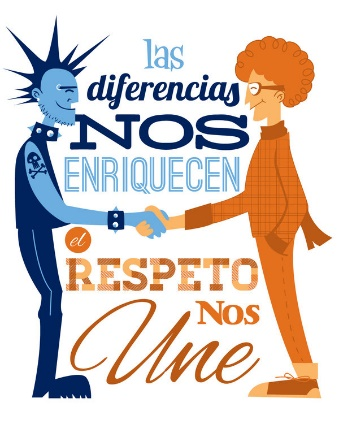 las
diferencias
NOS
ENRIQUECEN
el
RESPETO
Nos
Une